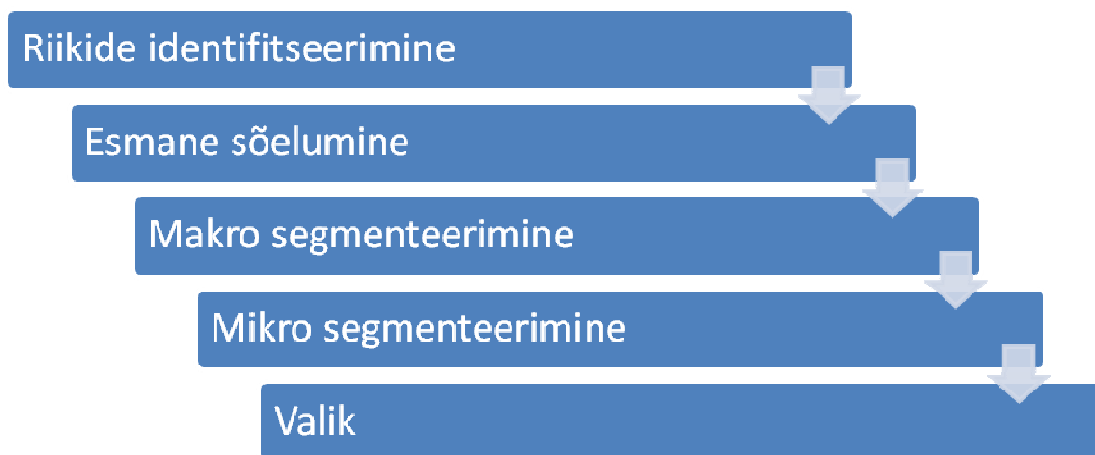 Riikide identifitseerimine
Esmane sõelumine
Makro segmenteerimine
Mikro segmenteerimine
Valik